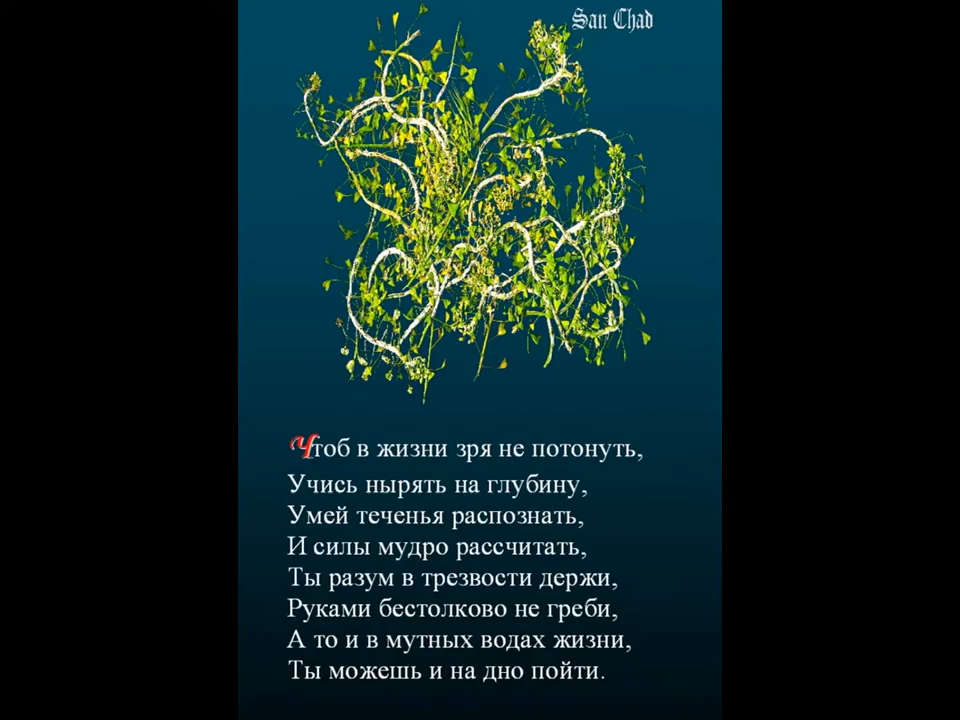 San Chad
Чтоб в жизни зря не потонуть,
Учись нырять на глубину,
Умей теченья распознать,
И силы мудро рассчитать,
Ты разум в трезвости держи,
Руками бестолково не греби,
А то и в мутных водах жизни,
Ты можешь и на дно пойти.